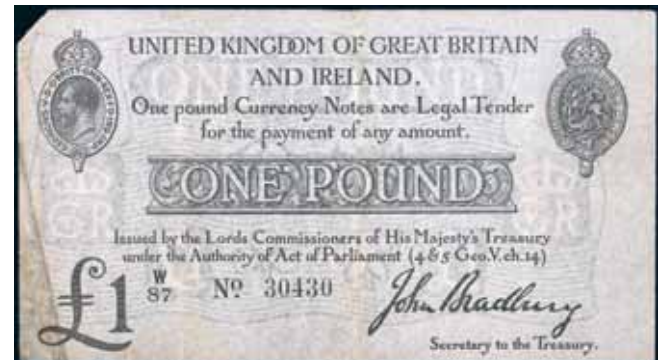 UNITED KINGDOM OF GREAT BRITAIN
AND IRELAND.
One pound Currency Notes are Legal Tender
for the payment of any amount.
ONE POUND
Issued by the Lords Commissioners of His Majesty's Treasury
under the Authority of Act of Parliament (4 & 5 Geo.V. ch.14)
£1 W/87 Nº 30430 John Bradbury
Secretary to the Treasury.